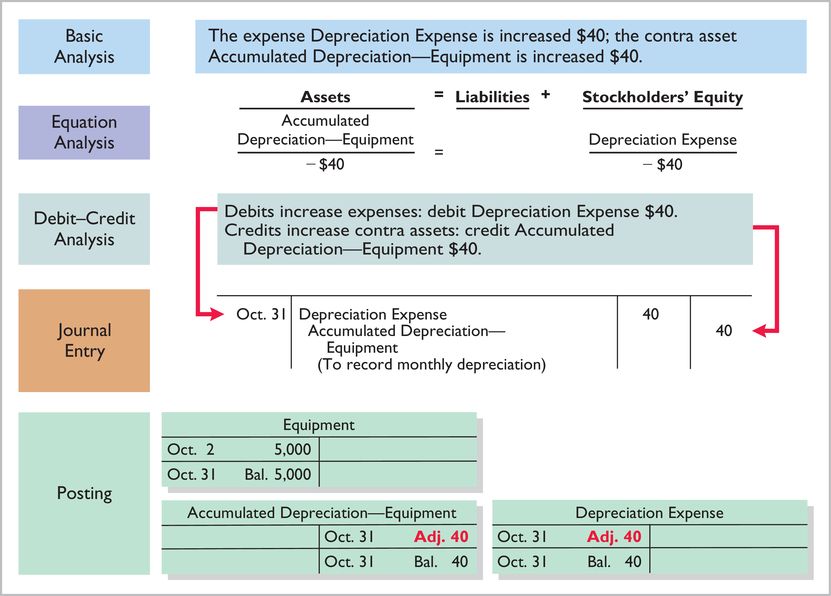 Basic
Analysis
The expense Depreciation Expense is increased $40; the contra asset
Accumulated Depreciation—Equipment is increased $40.
Equation
Analysis
Assets = Liabilities + Stockholders' Equity
Accumulated
Depreciation—Equipment = Depreciation Expense
– $40 – $40
Debit–Credit
Analysis
Debits increase expenses: debit Depreciation Expense $40.
Credits increase contra assets: credit Accumulated
Depreciation—Equipment $40.
Journal
Entry
Oct. 31 Depreciation Expense 40
Accumulated Depreciation— 40
Equipment
(To record monthly depreciation)
Posting
Equipment
Oct. 2 5,000
Oct. 31 Bal. 5,000
Accumulated Depreciation—Equipment
Oct. 31 Adj. 40
Oct. 31 Bal. 40
Depreciation Expense
Oct. 31 Adj. 40
Oct. 31 Bal. 40